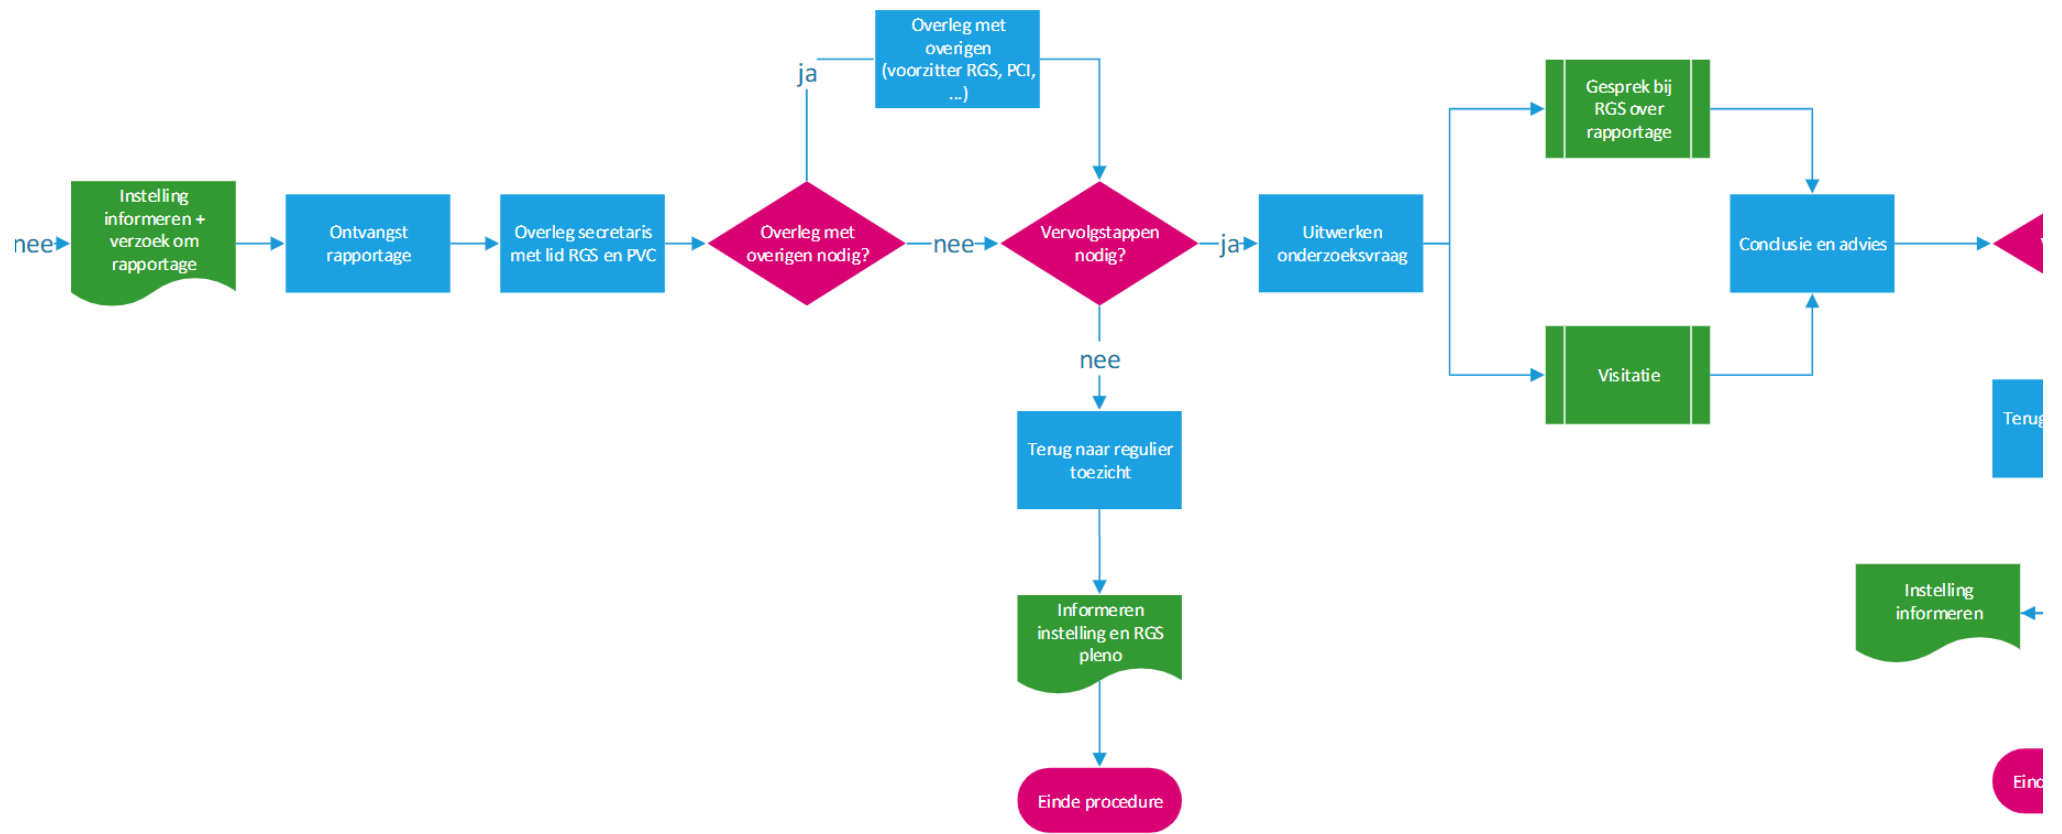 nee
Instelling
informeren +
verzoek om
rapportage
Ontvangst
rapportage
Overleg secretaris
met lid RGS en PVC
Overleg met
overigen nodig?
ja
Overleg met
overigen
(voorzitter RGS, PCI,
...)
nee
Vervolgstappen
nodig?
ja
Uitwerken
onderzoeksvraag
Gesprek bij
RGS over
rapportage
Visitatie
Conclusie en advies
nee
Terug naar regulier
toezicht
Informeren
instelling en RGS
pleno
Einde procedure
Terug
Instelling
informeren